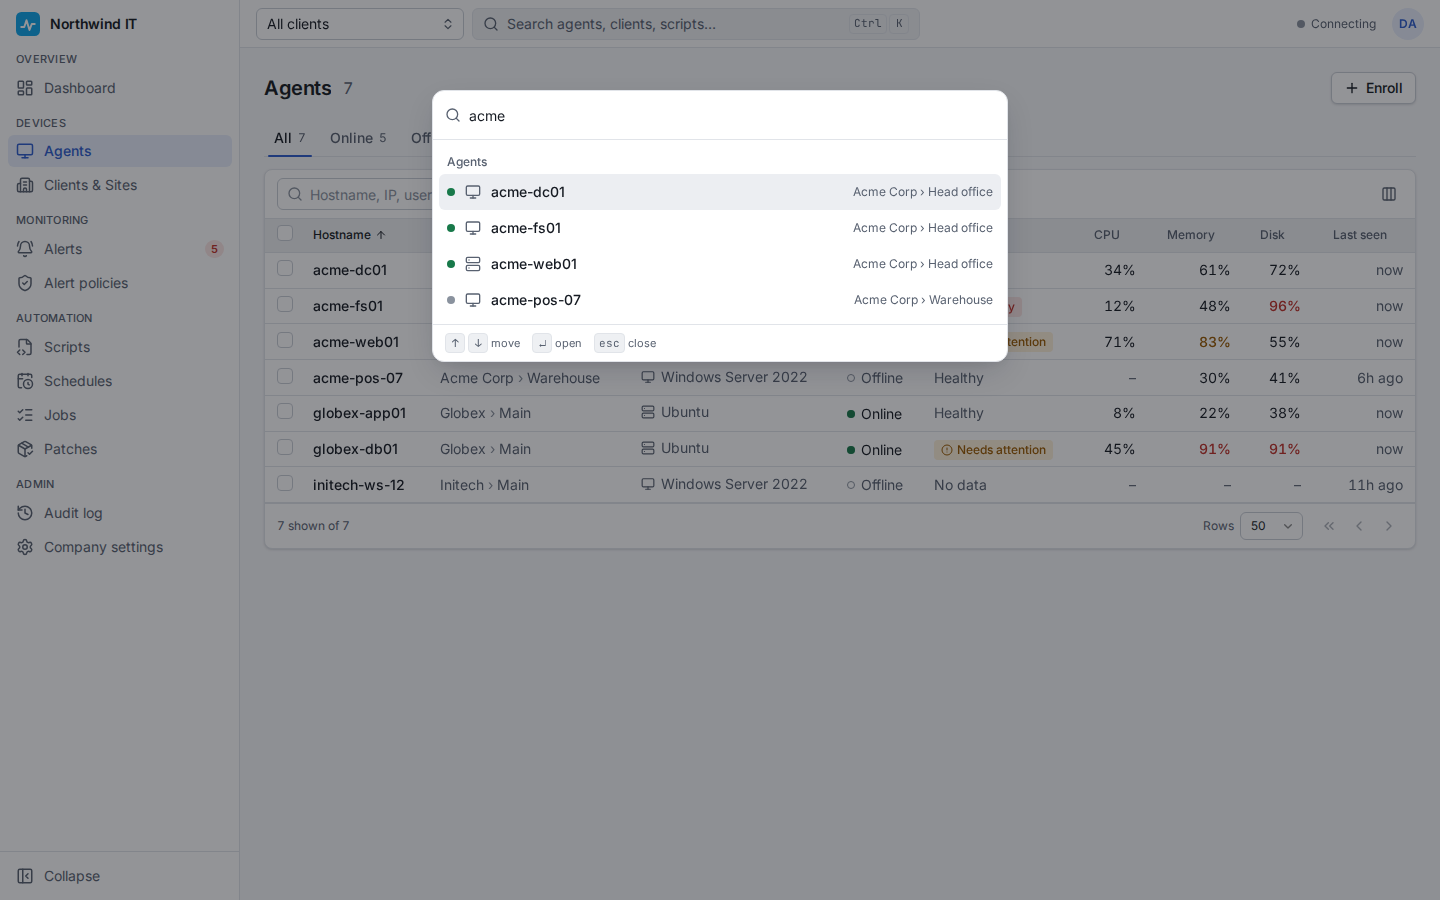 Northwind IT
All clients
Search agents, clients, scripts...
Ctrl K
Connecting
DA
OVERVIEW
Dashboard
DEVICES
Agents
Clients & Sites
MONITORING
Alerts 5
Alert policies
AUTOMATION
Scripts
Schedules
Jobs
Patches
ADMIN
Audit log
Company settings
Collapse
Agents 7
Enroll
All 7 Online 5 Off
Hostname, IP, user
Hostname ↑ CPU Memory Disk Last seen
acme-dc01 34% 61% 72% now
acme-fs01 y 12% 48% 96% now
acme-web01 tention 71% 83% 55% now
acme-pos-07 Acme Corp › Warehouse Windows Server 2022 Offline Healthy – 30% 41% 6h ago
globex-app01 Globex › Main Ubuntu Online Healthy 8% 22% 38% now
globex-db01 Globex › Main Ubuntu Online Needs attention 45% 91% 91% now
initech-ws-12 Initech › Main Windows Server 2022 Offline No data – – – 11h ago
7 shown of 7
Rows 50
acme
Agents
acme-dc01 Acme Corp › Head office
acme-fs01 Acme Corp › Head office
acme-web01 Acme Corp › Head office
acme-pos-07 Acme Corp › Warehouse
↑ ↓ move ↵ open esc close